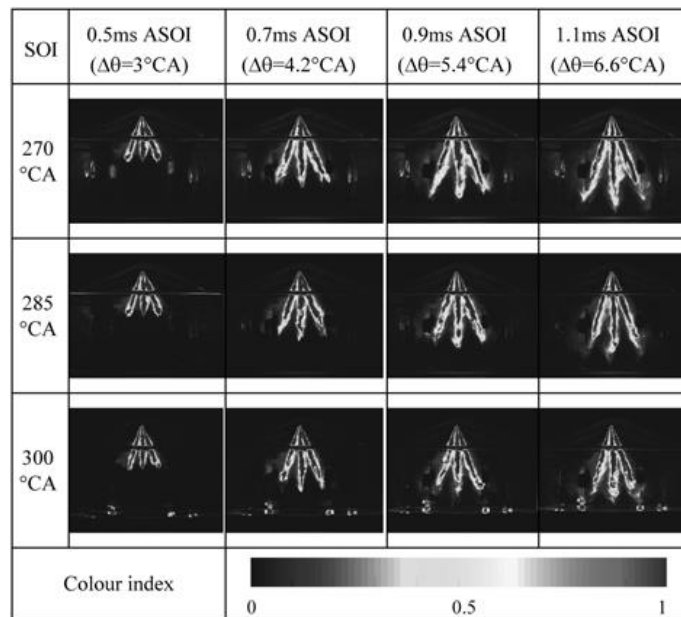 SOI
0.5ms ASOI
(Δθ=3°CA)
0.7ms ASOI
(Δθ=4.2°CA)
0.9ms ASOI
(Δθ=5.4°CA)
1.1ms ASOI
(Δθ=6.6°CA)
270
°CA
285
°CA
300
°CA
Colour index
0
0.5
1